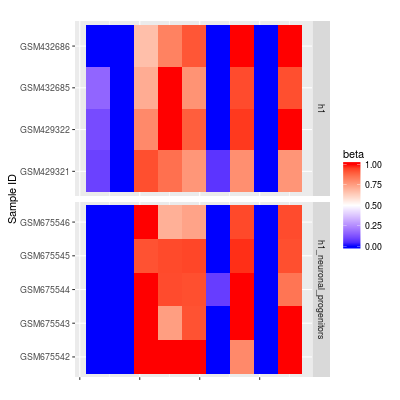 GSM432686
GSM432685
GSM429322
GSM429321
h1
GSM675546
GSM675545
GSM675544
GSM675543
GSM675542
h1_neuronal_progenitors
Sample ID
beta
1.00
0.75
0.50
0.25
0.00